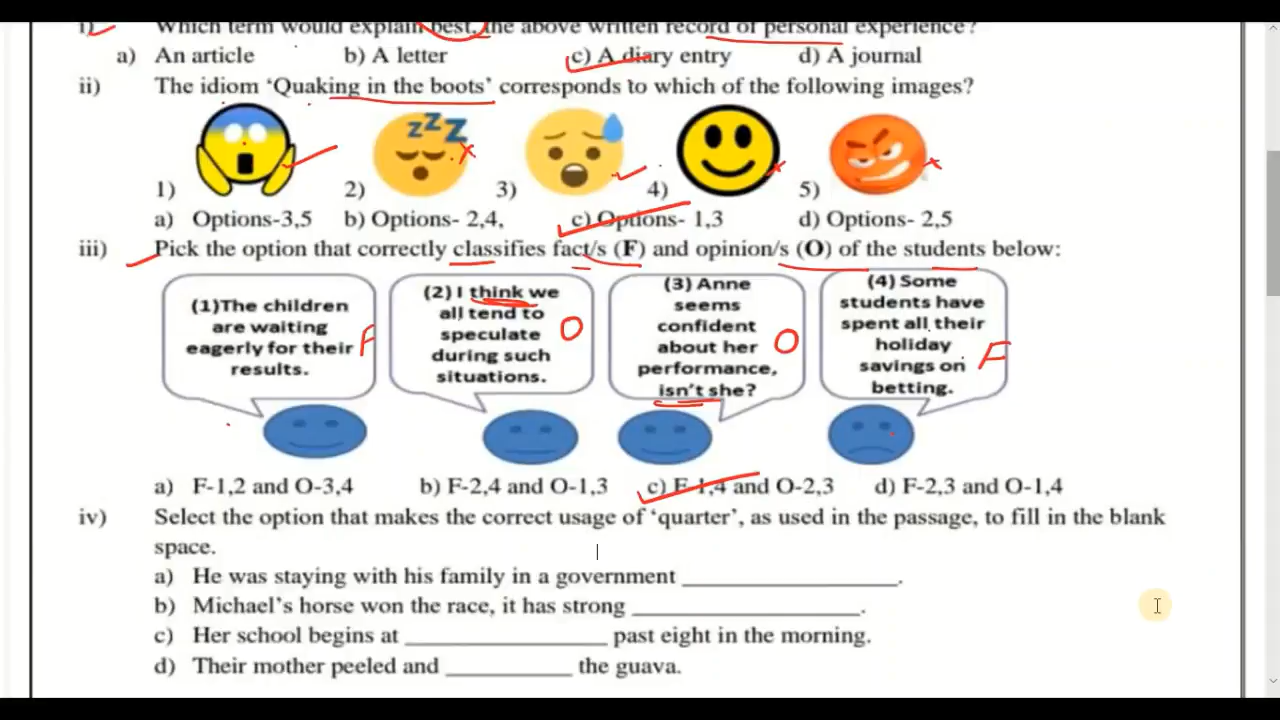 i) Which term would explain best, the above written record of personal experience?
a) An article b) A letter c) A diary entry d) A journal
ii) The idiom ‘Quaking in the boots’ corresponds to which of the following images?
zzZ
1) 2) 3) 4) 5)
a) Options-3,5 b) Options- 2,4, c) Options- 1,3 d) Options- 2,5
iii) Pick the option that correctly classifies fact/s (F) and opinion/s (O) of the students below:
(1)The children
are waiting
eagerly for their
results.
F
(2) I think we
all tend to
speculate
during such
situations.
O
(3) Anne
seems
confident
about her
performance,
isn't she?
O
(4) Some
students have
spent all their
holiday
savings on
betting.
F
a) F-1,2 and O-3,4 b) F-2,4 and O-1,3 c) F-1,4 and O-2,3 d) F-2,3 and O-1,4
iv) Select the option that makes the correct usage of ‘quarter’, as used in the passage, to fill in the blank
space.
a) He was staying with his family in a government ____________________.
b) Michael’s horse won the race, it has strong _____________________.
c) Her school begins at ___________________ past eight in the morning.
d) Their mother peeled and ____________ the guava.